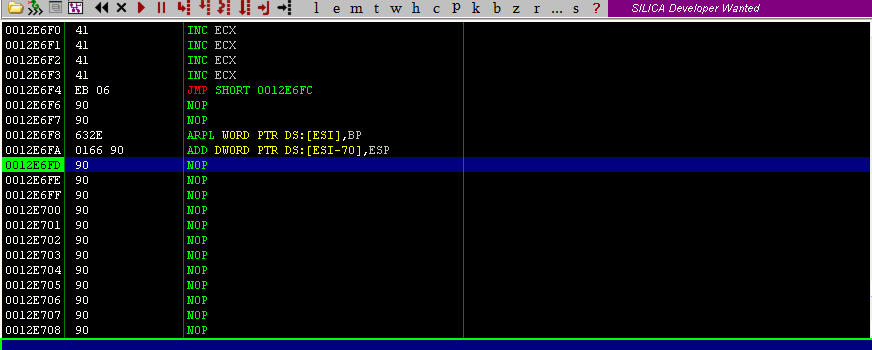 l e m t w h c p k b z r ... s ? SILICA Developer Wanted
0012E6F0 41 INC ECX
0012E6F1 41 INC ECX
0012E6F2 41 INC ECX
0012E6F3 41 INC ECX
0012E6F4 EB 06 JMP SHORT 0012E6FC
0012E6F6 90 NOP
0012E6F7 90 NOP
0012E6F8 632E ARPL WORD PTR DS:[ESI],BP
0012E6FA 0166 90 ADD DWORD PTR DS:[ESI-70],ESP
0012E6FD 90 NOP
0012E6FE 90 NOP
0012E6FF 90 NOP
0012E700 90 NOP
0012E701 90 NOP
0012E702 90 NOP
0012E703 90 NOP
0012E704 90 NOP
0012E705 90 NOP
0012E706 90 NOP
0012E707 90 NOP
0012E708 90 NOP